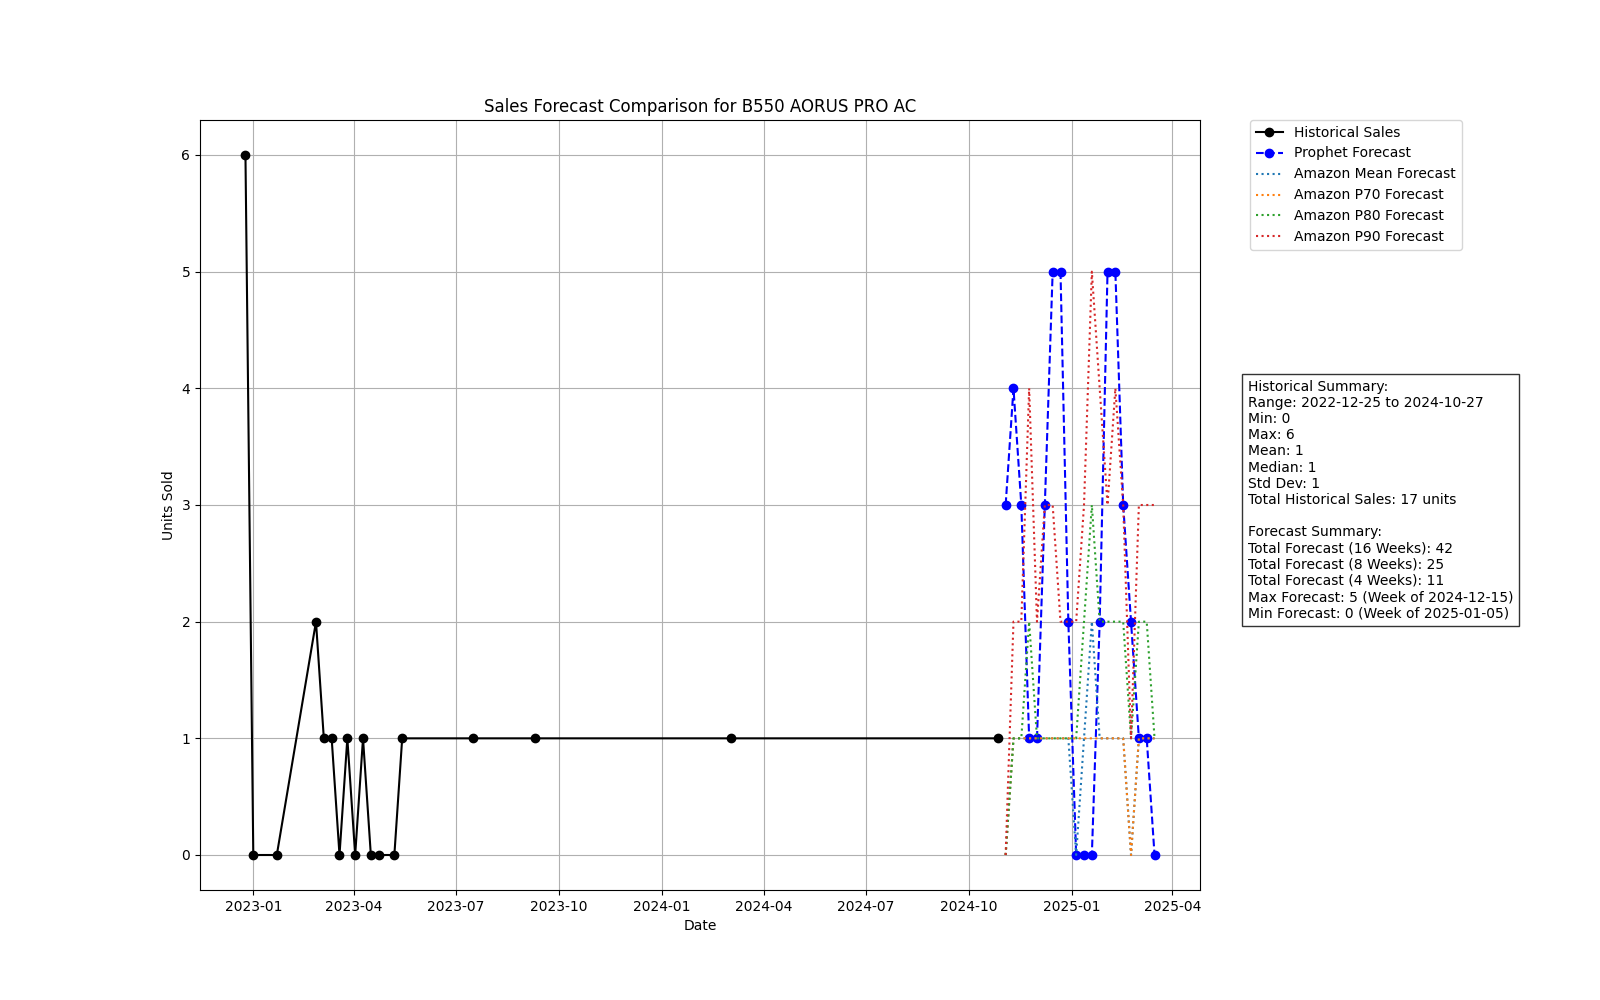 Sales Forecast Comparison for B550 AORUS PRO AC
Units Sold
6
5
4
3
2
1
0
2023-01
2023-04
2023-07
2023-10
2024-01
2024-04
2024-07
2024-10
2025-01
2025-04
Date
Historical Sales
Prophet Forecast
Amazon Mean Forecast
Amazon P70 Forecast
Amazon P80 Forecast
Amazon P90 Forecast
Historical Summary:
Range: 2022-12-25 to 2024-10-27
Min: 0
Max: 6
Mean: 1
Median: 1
Std Dev: 1
Total Historical Sales: 17 units
Forecast Summary:
Total Forecast (16 Weeks): 42
Total Forecast (8 Weeks): 25
Total Forecast (4 Weeks): 11
Max Forecast: 5 (Week of 2024-12-15)
Min Forecast: 0 (Week of 2025-01-05)